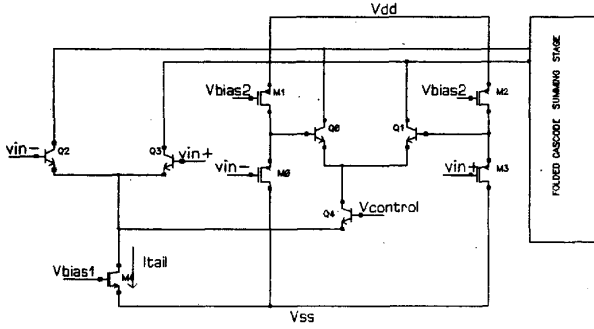 Vdd
Vbias2
M1
Vbias2
M2
vin-
Q2
Q3
vin+
Q0
Q1
vin-
M0
vin+
M3
Q4
Vcontrol
Vbias1
M4
Itail
Vss
FOLDED CASCODE SUMMING STAGE